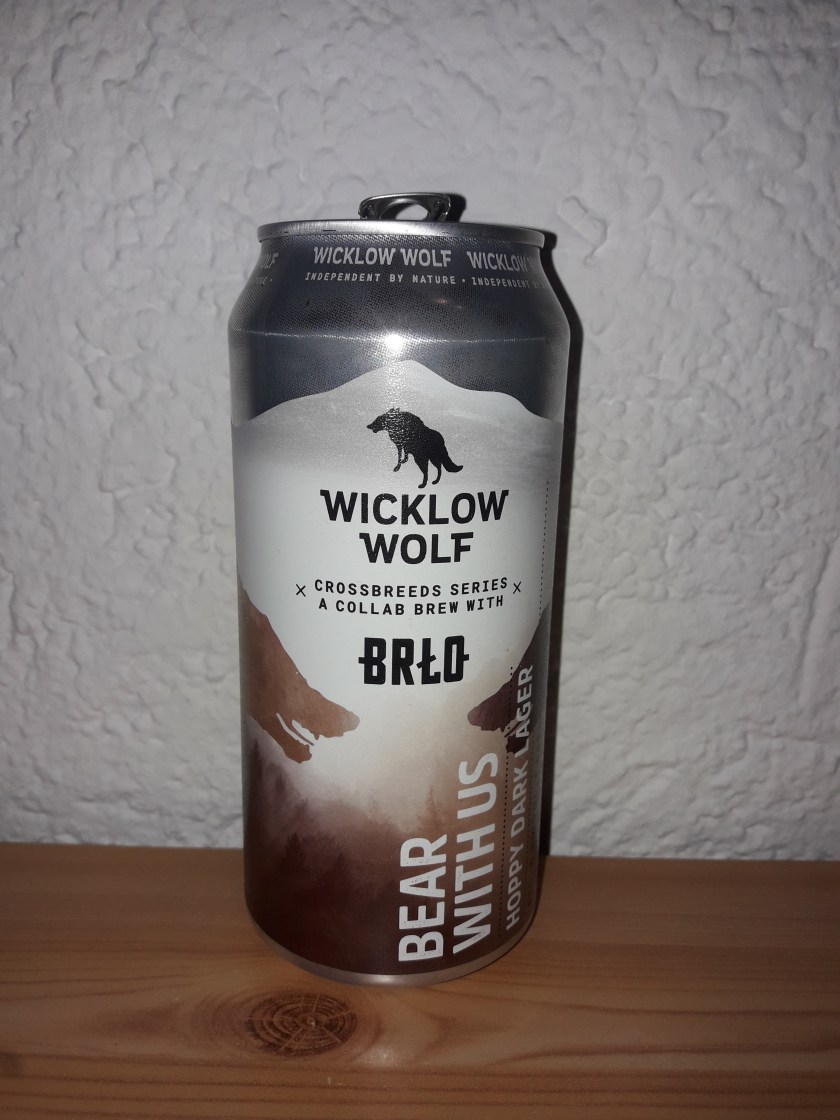 WICKLOW WOLF WICKLOW
INDEPENDENT BY NATURE • INDEPENDENT
WICKLOW
WOLF
× CROSSBREEDS SERIES ×
A COLLAB BREW WITH
BRŁO
BEAR
WITH US
HOPPY DARK LAGER